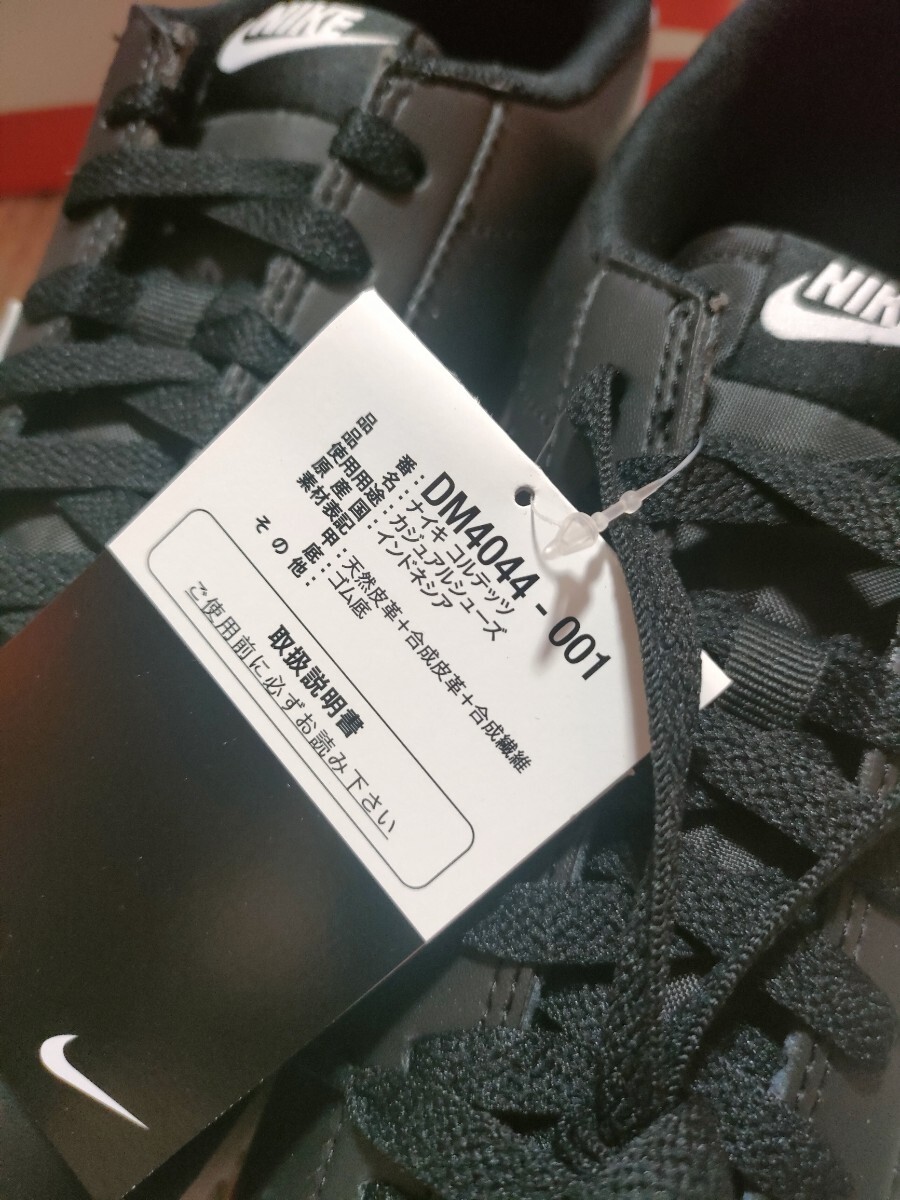 NIKE
NIK
品番：DM4044-001
品名：ナイキ コルテッツ
使用用途：カジュアルシューズ
原産国：インドネシア
素材表記
甲：天然皮革+合成皮革+合成繊維
底：ゴム底
その他：
取扱説明書
ご使用前に必ずお読み下さい